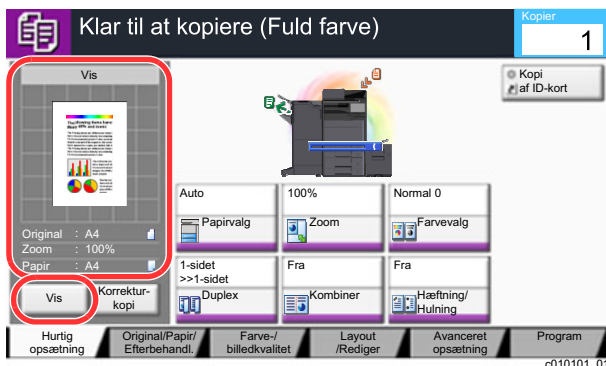 Klar til at kopiere (Fuld farve)
Kopier
1
Vis
Original : A4
Zoom : 100%
Papir : A4
Vis
Korrektur-
kopi
Kopi
af ID-kort
Auto
Papirvalg
100%
Zoom
Normal 0
Farvevalg
1-sidet
>>1-sidet
Duplex
Fra
Kombiner
Fra
Hæftning/
Hulning
Hurtig
opsætning
Original/Papir/
Efterbehandl.
Farve-/
billedkvalitet
Layout
/Rediger
Avanceret
opsætning
Program
c010101_01